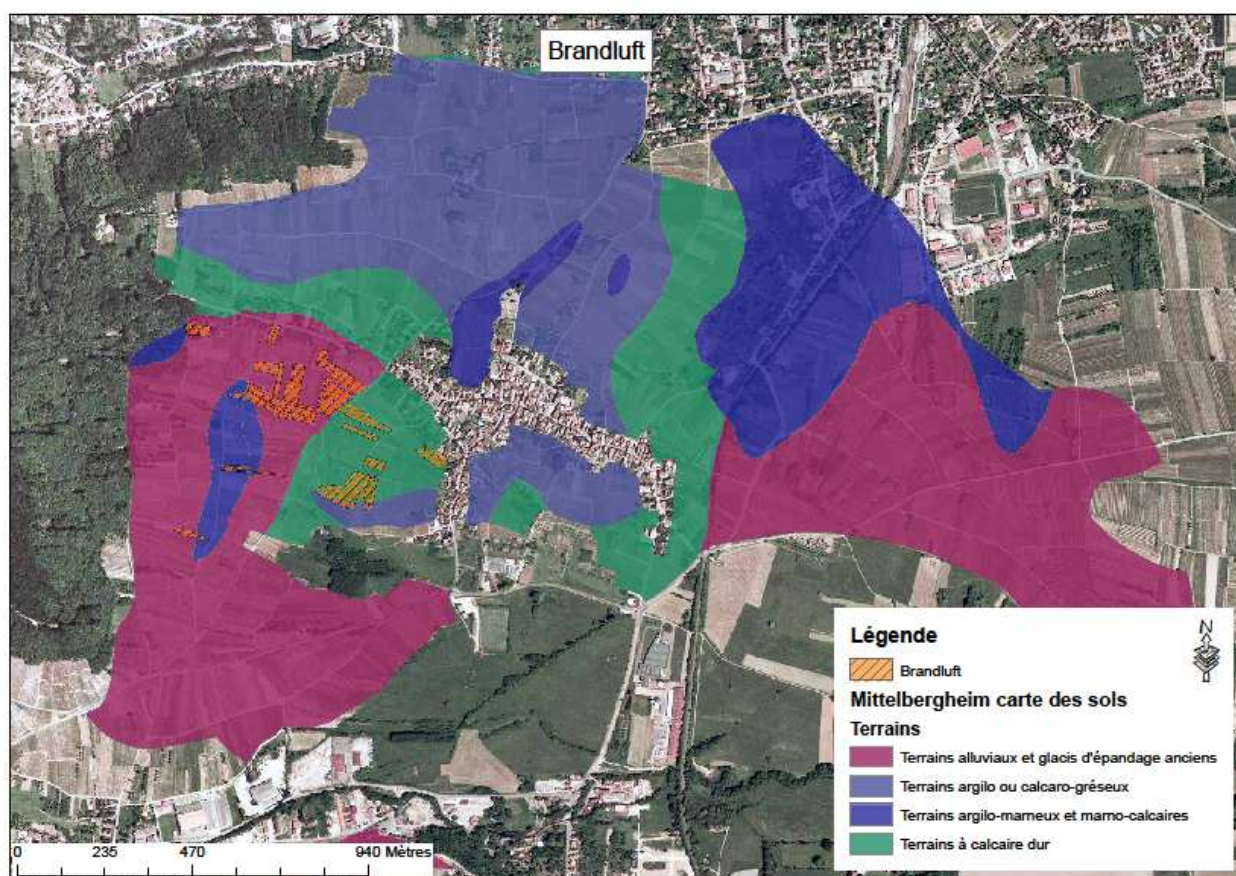 Brandluft
Légende
N
Brandluft
Mittelbergheim carte des sols
Terrains
Terrains alluviaux et glacis d'épandage anciens
Terrains argilo ou calcaro-gréseux
Terrains argilo-marneux et marno-calcaires
Terrains à calcaire dur
0 235 470 940 Mètres